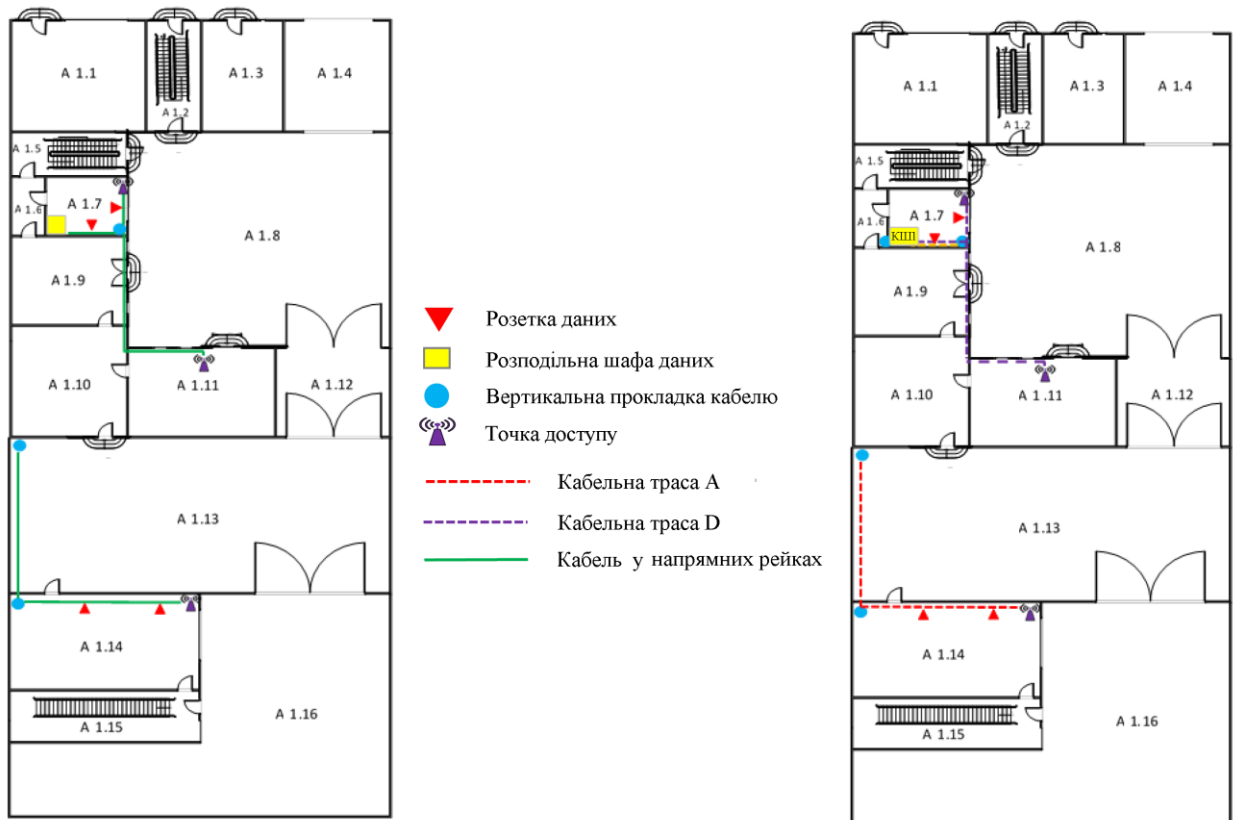 A 1.1
A 1.2
A 1.3
A 1.4
A 1.5
A 1.6
A 1.7
A 1.8
A 1.9
A 1.10
A 1.11
A 1.12
A 1.13
A 1.14
A 1.15
A 1.16
Розетка даних
Розподільна шафа даних
Вертикальна прокладка кабелю
Точка доступу
Кабельна траса А
Кабельна траса D
Кабель у напрямних рейках
A 1.1
A 1.2
A 1.3
A 1.4
A 1.5
A 1.6
A 1.7
КШП
A 1.8
A 1.9
A 1.10
A 1.11
A 1.12
A 1.13
A 1.14
A 1.15
A 1.16